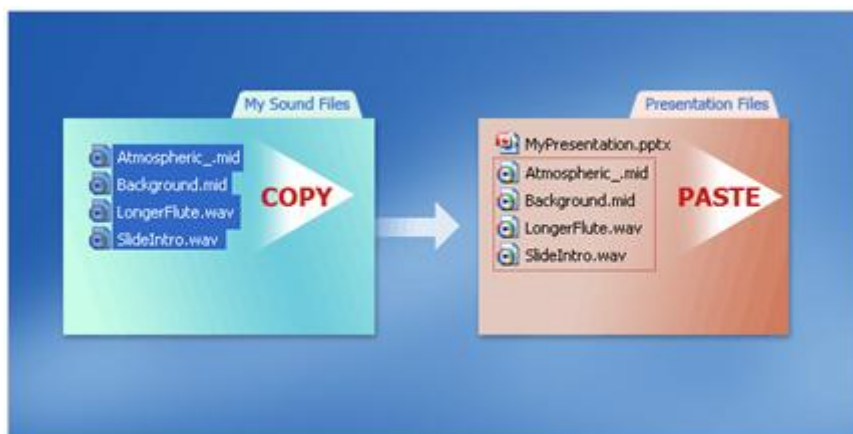 My Sound Files
Atmospheric_.mid
Background.mid
LongerFlute.wav
SlideIntro.wav
COPY
Presentation Files
MyPresentation.pptx
Atmospheric_.mid
Background.mid
LongerFlute.wav
SlideIntro.wav
PASTE